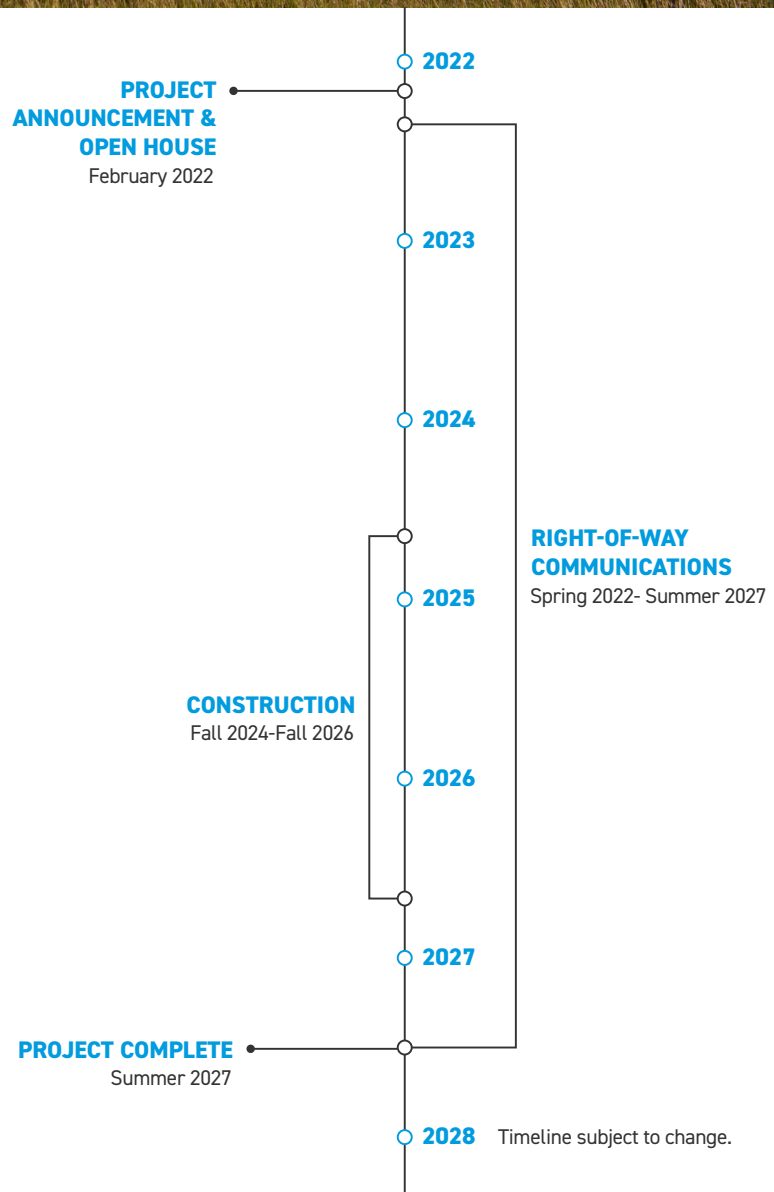 2022
PROJECT
ANNOUNCEMENT &
OPEN HOUSE
February 2022
2023
2024
RIGHT-OF-WAY
COMMUNICATIONS
Spring 2022- Summer 2027
2025
CONSTRUCTION
Fall 2024-Fall 2026
2026
2027
PROJECT COMPLETE
Summer 2027
2028 Timeline subject to change.